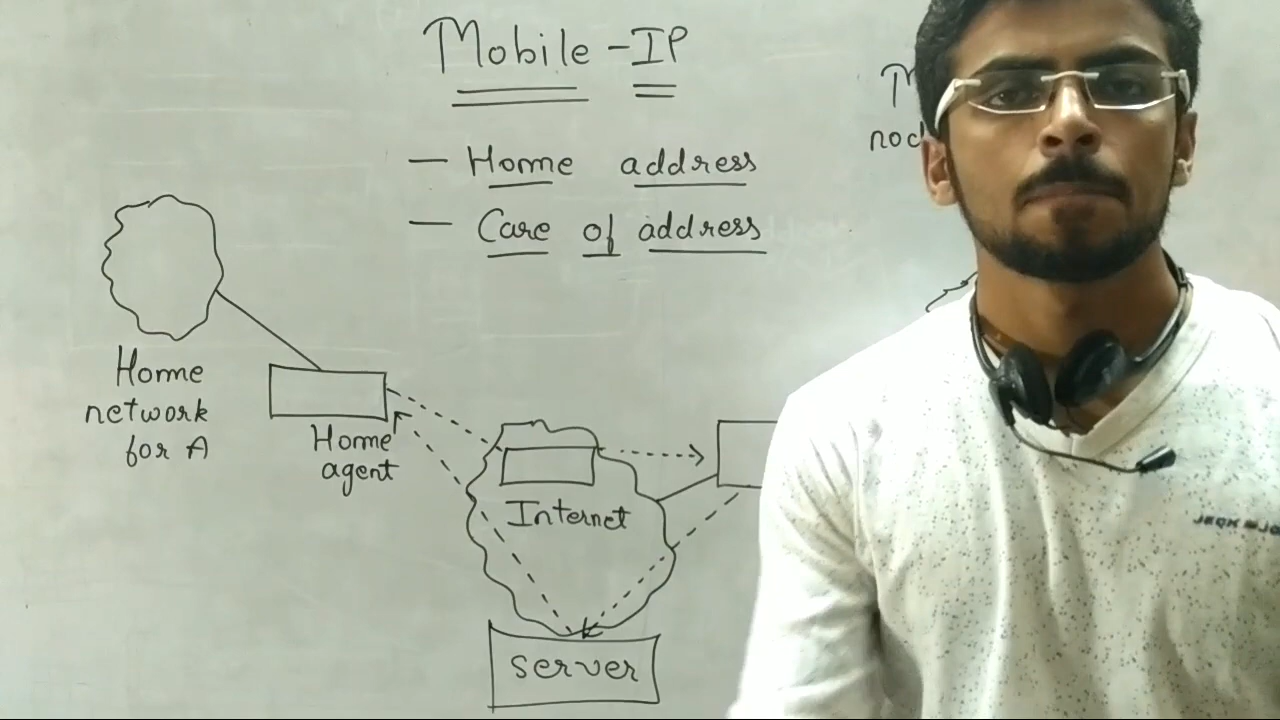 Mobile - IP
— Home address
— Care of address
Home
network
for A
Home
agent
Internet
server